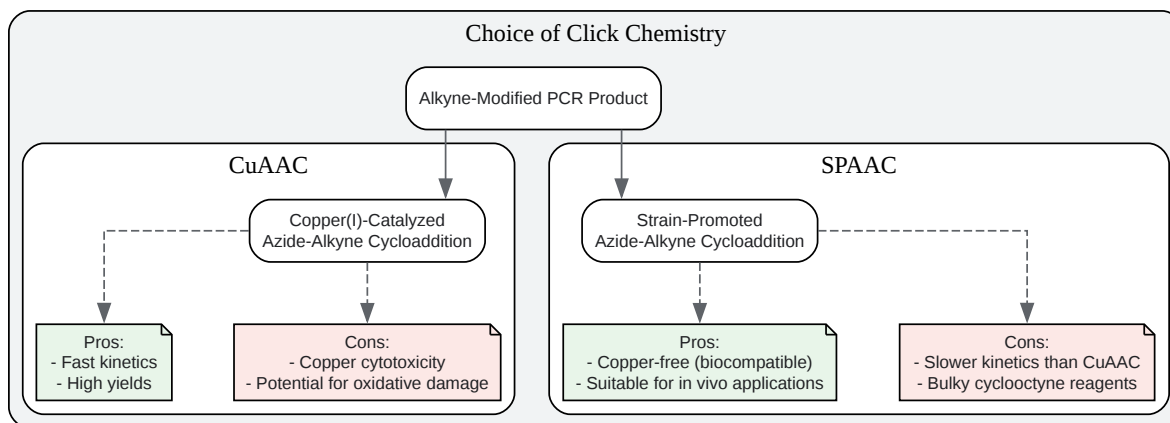 Choice of Click Chemistry
Alkyne-Modified PCR Product
CuAAC
Copper(I)-Catalyzed
Azide-Alkyne Cycloaddition
Pros:
- Fast kinetics
- High yields
Cons:
- Copper cytotoxicity
- Potential for oxidative damage
SPAAC
Strain-Promoted
Azide-Alkyne Cycloaddition
Pros:
- Copper-free (biocompatible)
- Suitable for in vivo applications
Cons:
- Slower kinetics than CuAAC
- Bulky cyclooctyne reagents